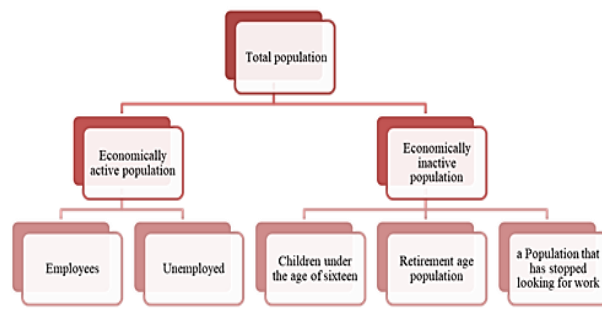 Total population
Economically
active population
Economically
inactive
population
Employees
Unemployed
Children under
the age of sixteen
Retirement age
population
a Population that
has stopped
looking for work